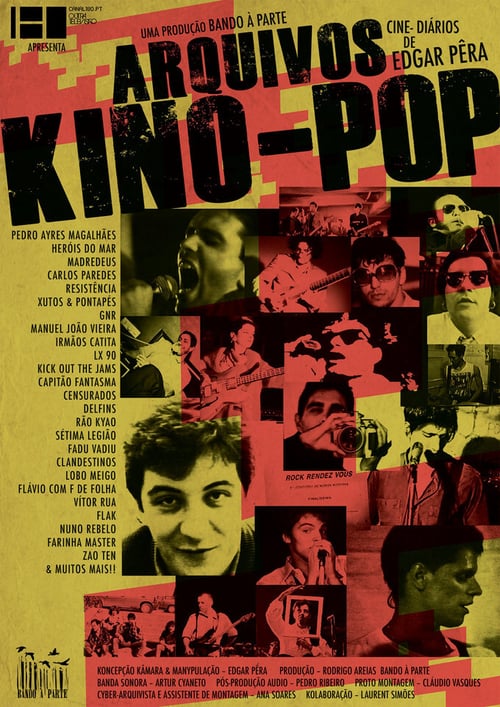 CANAL180.PT
OUTRA
TELEVISÃO
APRESENTA
UMA PRODUÇÃO BANDO À PARTE
CINE-DIÁRIOS
DE
EDGAR PÊRA
ARQUIVOS
KINO-POP
PEDRO AYRES MAGALHÃES
HERÓIS DO MAR
MADREDEUS
CARLOS PAREDES
RESISTÊNCIA
XUTOS & PONTAPÉS
GNR
MANUEL JOÃO VIEIRA
IRMÃOS CATITA
LX 90
KICK OUT THE JAMS
CAPITÃO FANTASMA
CENSURADOS
DELFINS
RÃO KYAO
SÉTIMA LEGIÃO
FADU VADIU
CLANDESTINOS
LOBO MEIGO
FLÁVIO COM F DE FOLHA
VÍTOR RUA
FLAK
NUNO REBELO
FARINHA MASTER
ZAO TEN
& MUITOS MAIS!!
ROCK RENDEZ VOUS
FINALÍSSIMA
BANDO À PARTE
KONCEPÇÃO KÂMARA & MANYPULAÇÃO – EDGAR PÊRA PRODUÇÃO – RODRIGO AREIAS BANDO À PARTE
BANDA SONORA – ARTUR CYANETO PÓS-PRODUÇÃO AUDIO – PEDRO RIBEIRO PROTO MONTAGEM – CLÁUDIO VASQUES
CYBER-ARQUIVISTA E ASSISTENTE DE MONTAGEM – ANA SOARES KOLABORAÇÃO – LAURENT SIMÕES